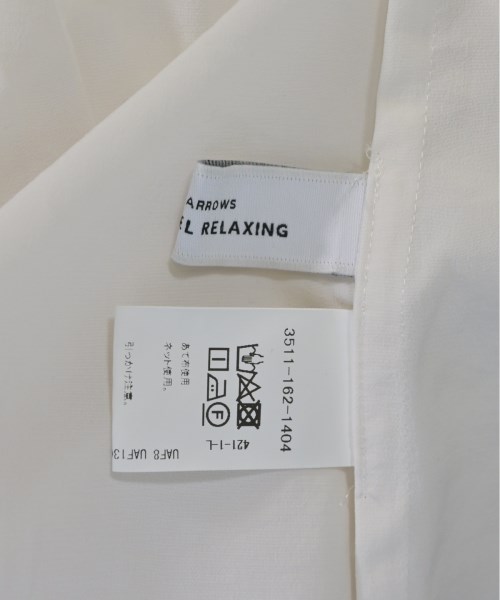 ARROWS
EL RELAXING
3511-162-1404
421-1-L
あて布使用
ネット使用。
引っかけ注意。
UAF8 UAF13